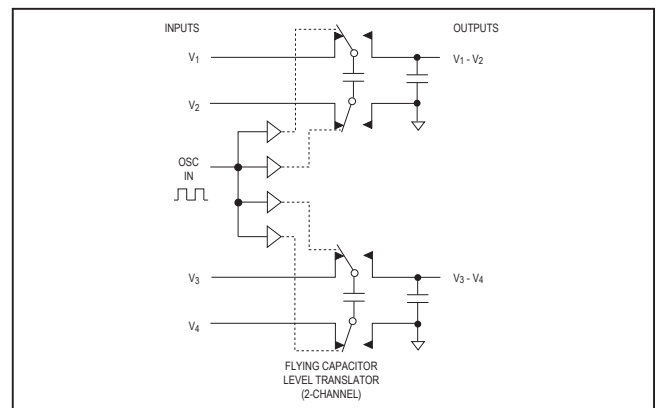 INPUTS
OUTPUTS
V1
V1 - V2
V2
OSC
IN
V3
V3 - V4
V4
FLYING CAPACITOR
LEVEL TRANSLATOR
(2-CHANNEL)